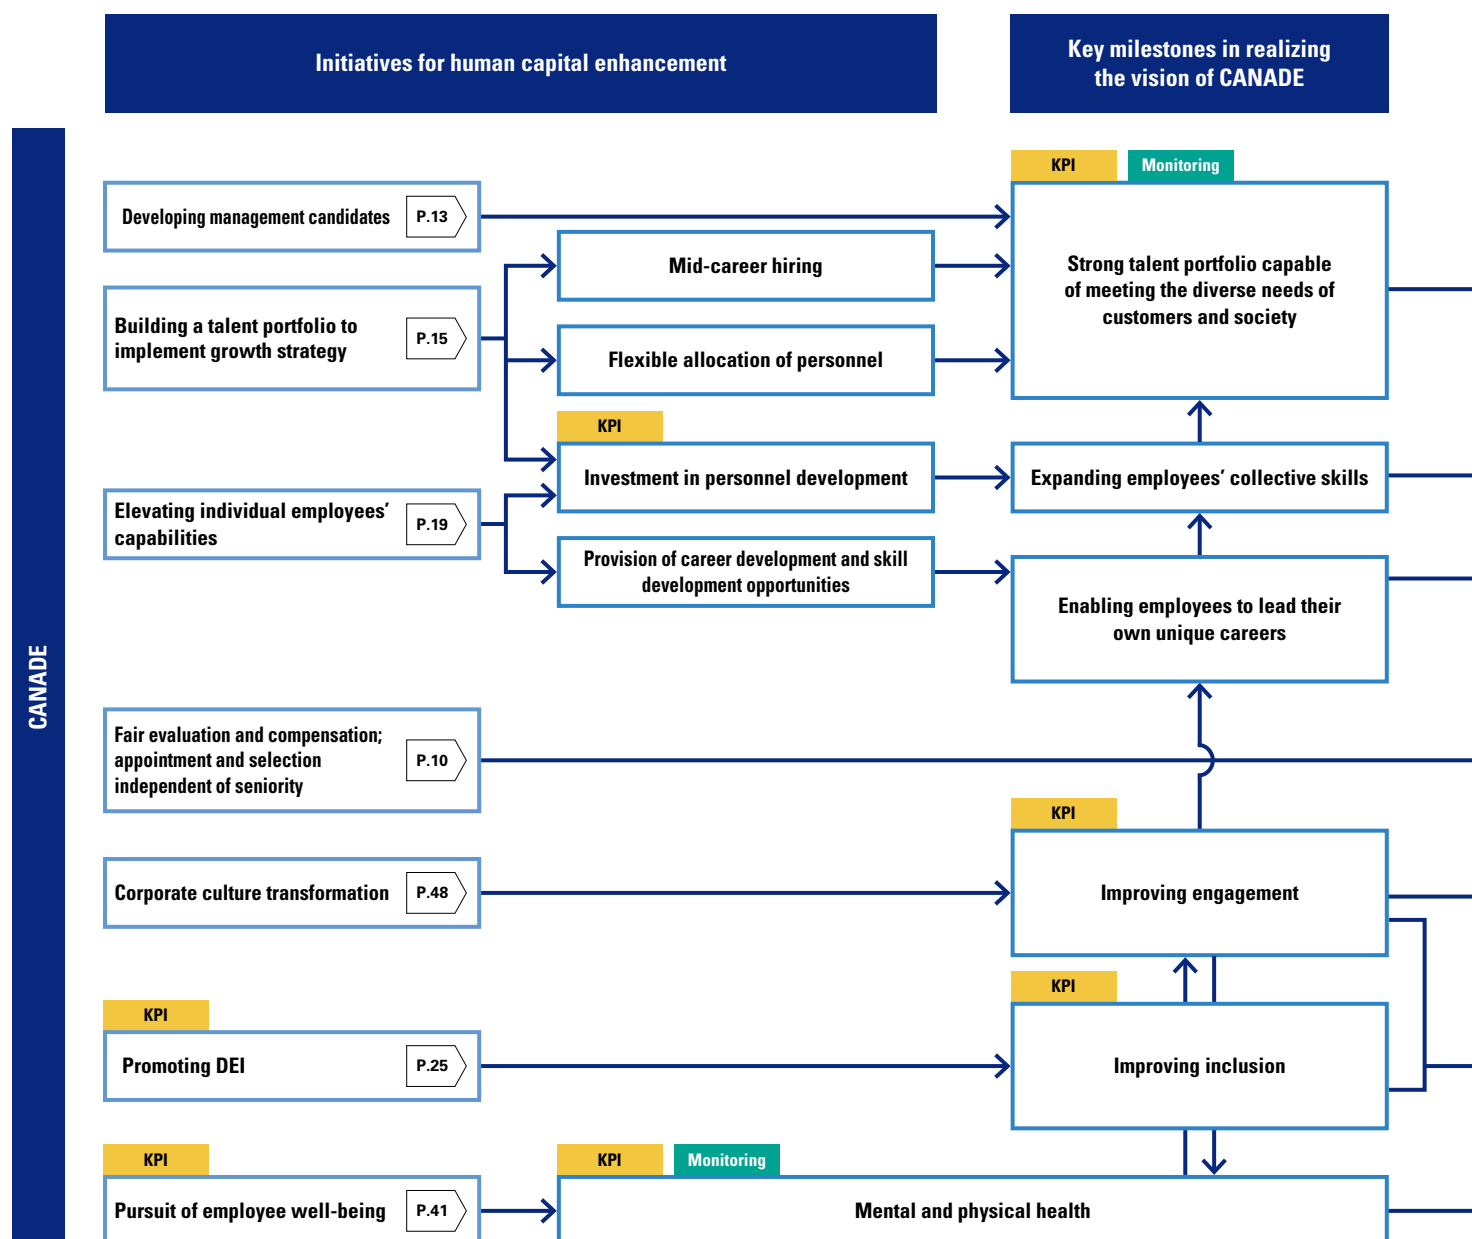 Initiatives for human capital enhancement
Key milestones in realizing
the vision of CANADE
CANADE
KPI
Monitoring
Developing management candidates
P.13
Mid-career hiring
Strong talent portfolio capable
of meeting the diverse needs of
customers and society
Building a talent portfolio to
implement growth strategy
P.15
Flexible allocation of personnel
KPI
Investment in personnel development
Expanding employees’ collective skills
Elevating individual employees’
capabilities
P.19
Provision of career development and skill
development opportunities
Enabling employees to lead their
own unique careers
Fair evaluation and compensation;
appointment and selection
independent of seniority
P.10
KPI
Corporate culture transformation
P.48
Improving engagement
KPI
KPI
Promoting DEI
P.25
Improving inclusion
KPI
KPI
Monitoring
Pursuit of employee well-being
P.41
Mental and physical health